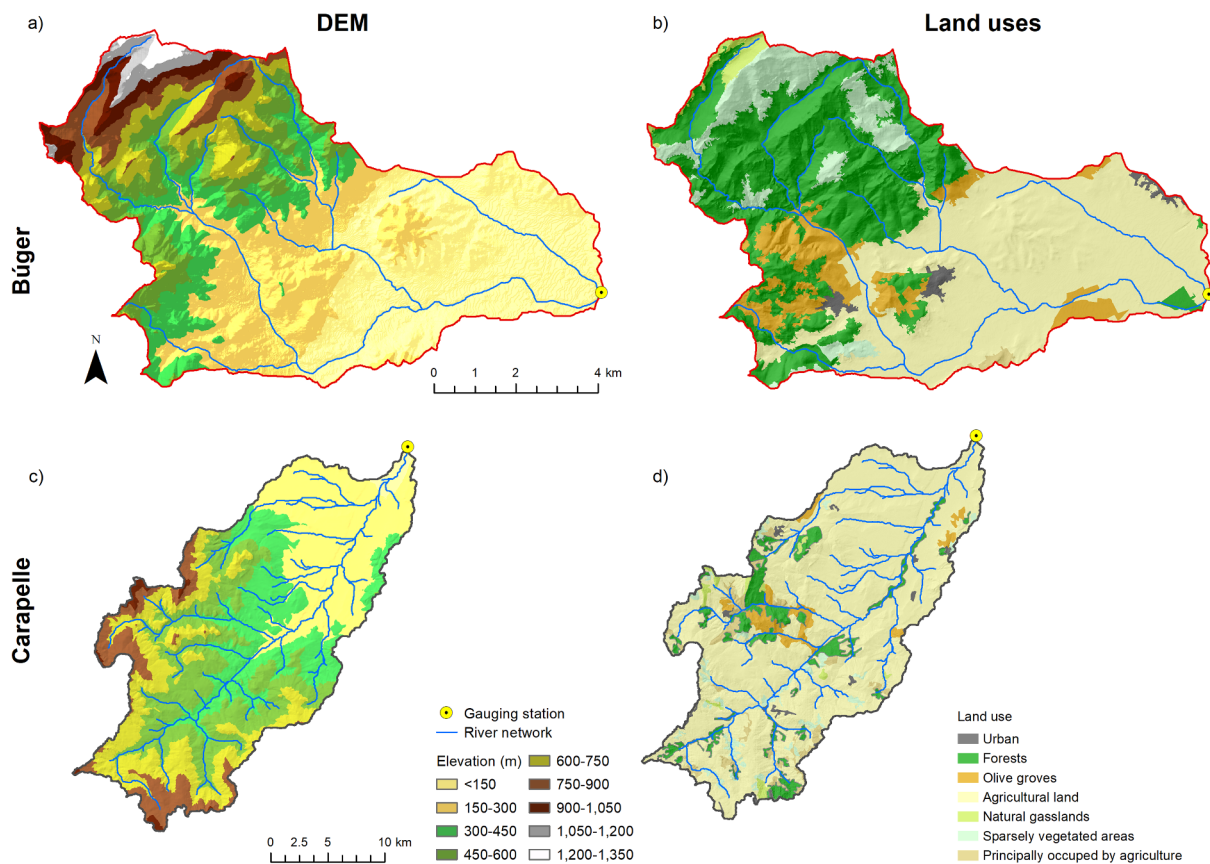 a)
DEM
b)
Land uses
Búger
N
0 1 2 4 km
Carapelle
c)
d)
Gauging station
River network
Elevation (m)
<150
150-300
300-450
450-600
600-750
750-900
900-1,050
1,050-1,200
1,200-1,350
0 2.5 5 10 km
Land use
Urban
Forests
Olive groves
Agricultural land
Natural gasslands
Sparsely vegetated areas
Principally occuped by agriculture